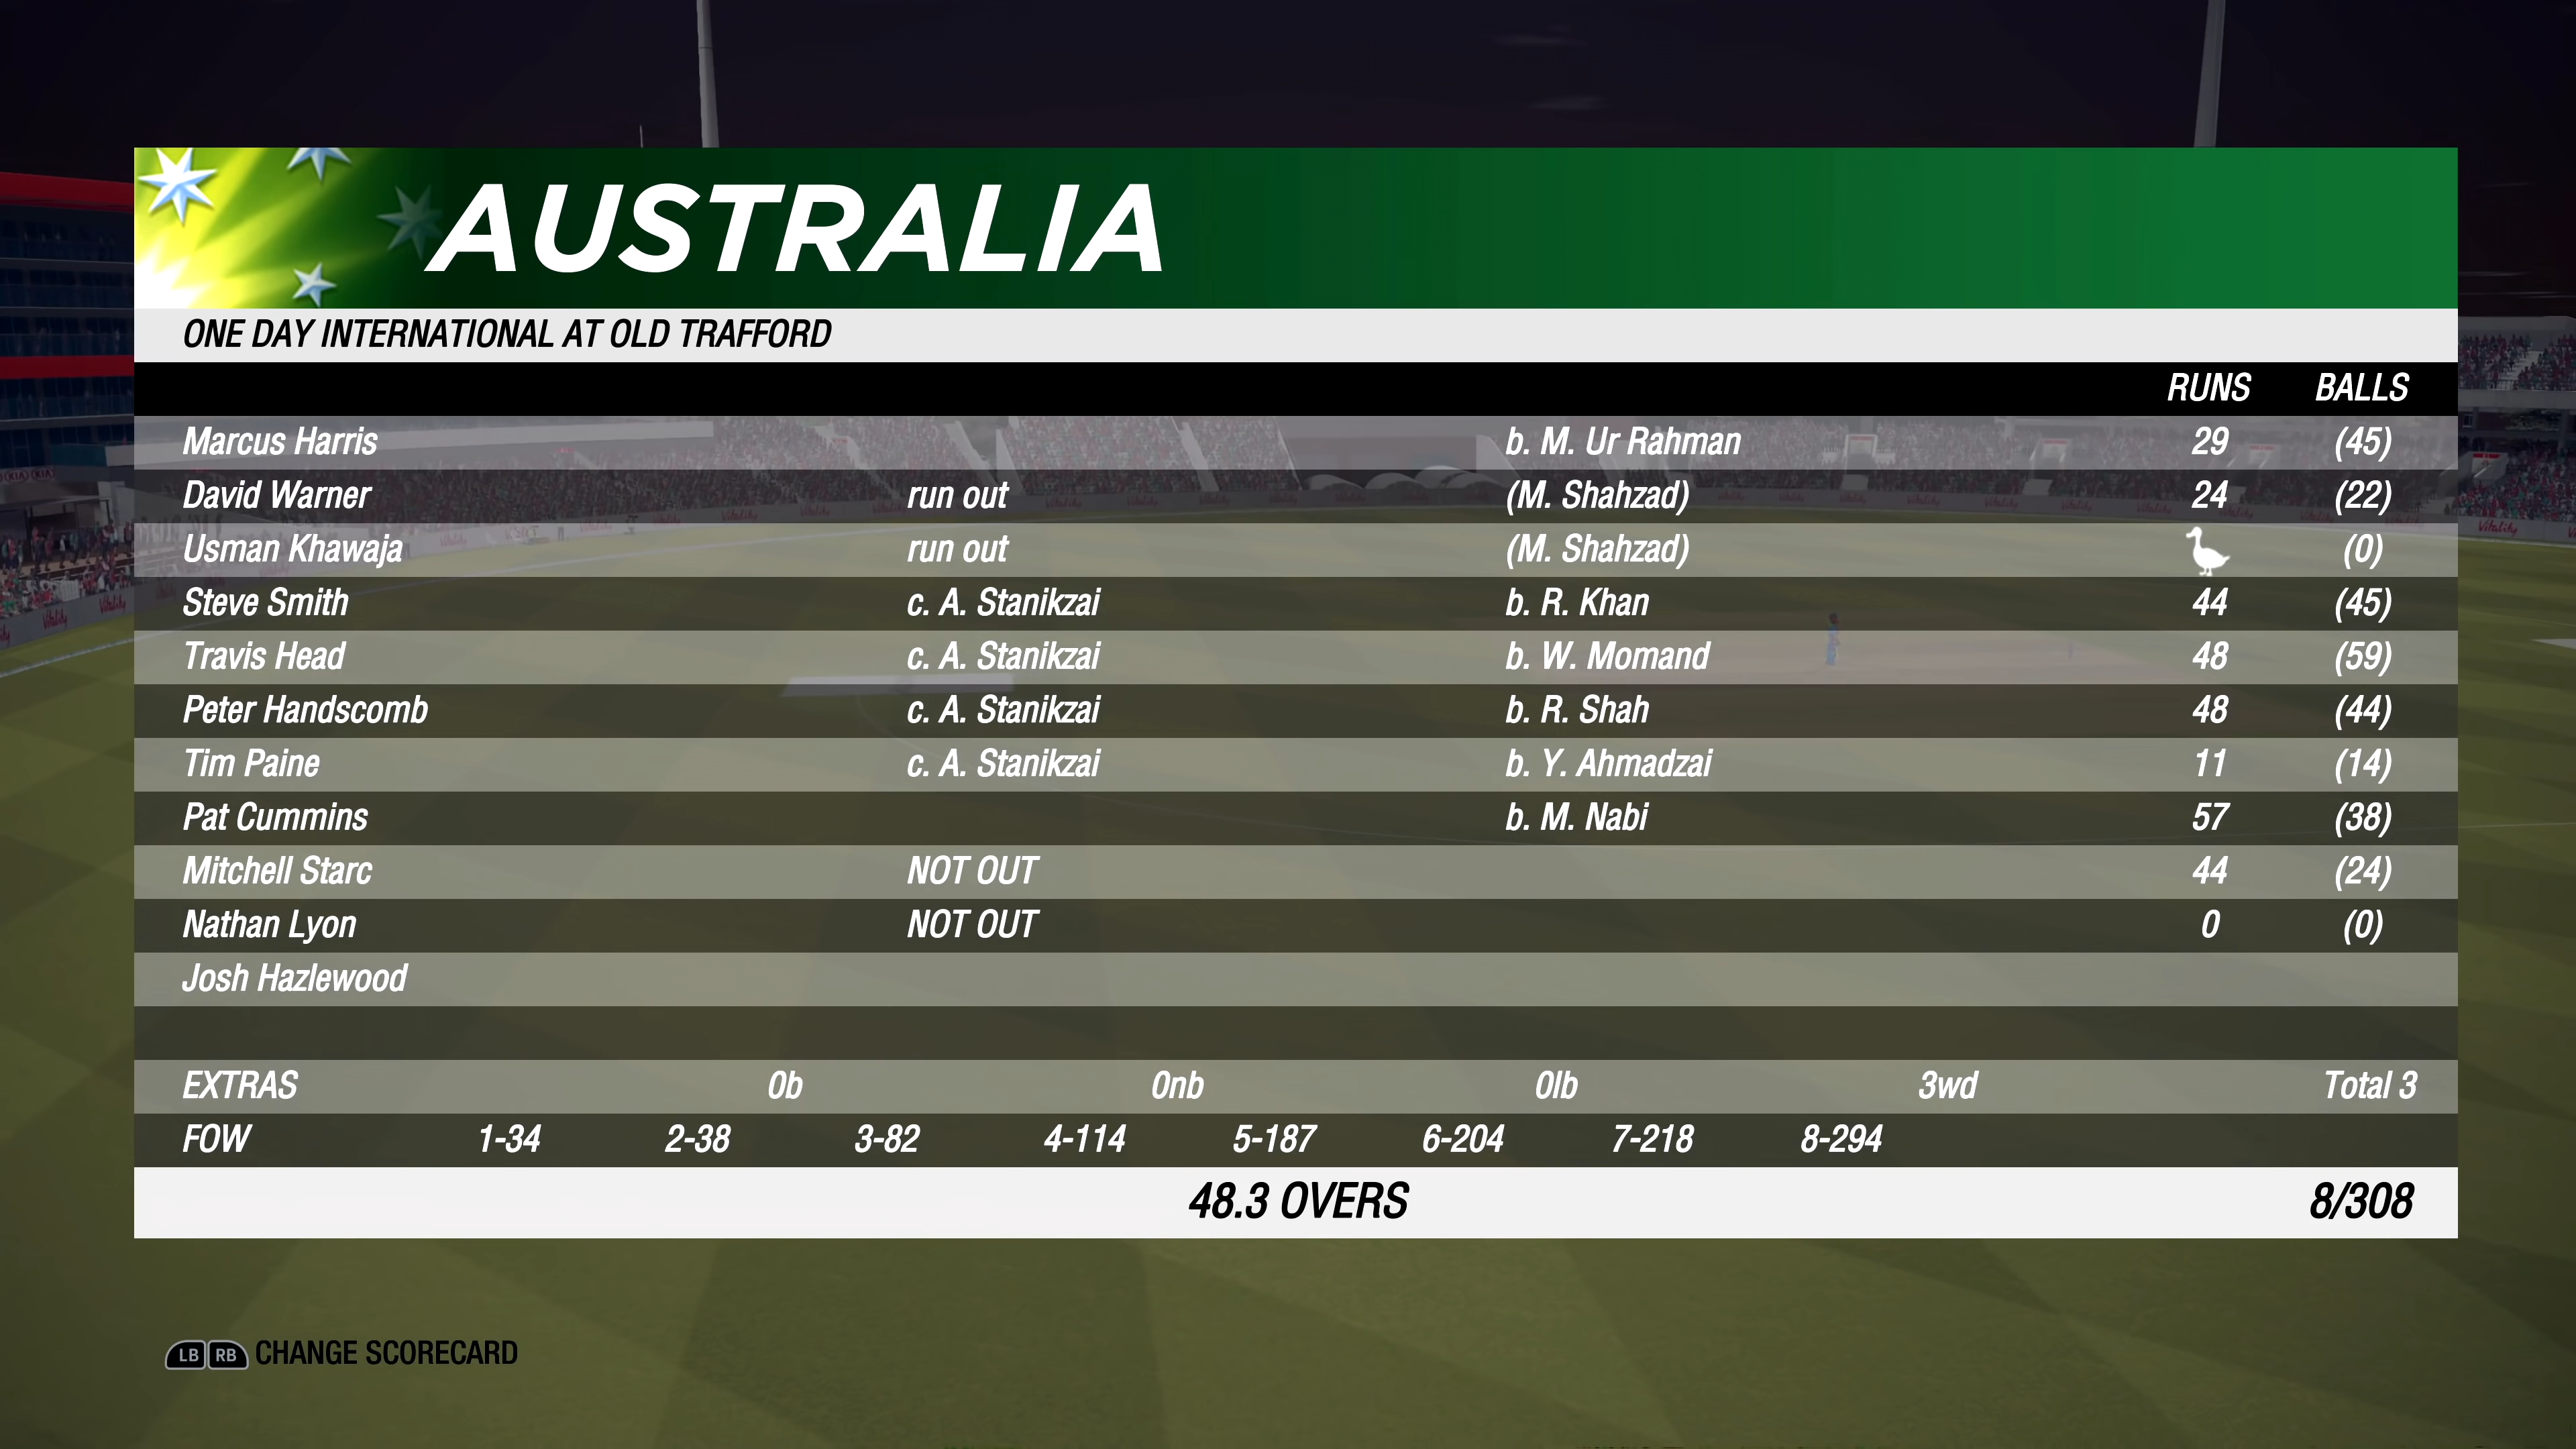 AUSTRALIA
ONE DAY INTERNATIONAL AT OLD TRAFFORD
RUNS BALLS
Marcus Harris b. M. Ur Rahman 29 (45)
David Warner run out (M. Shahzad) 24 (22)
Usman Khawaja run out (M. Shahzad) (0)
Steve Smith c. A. Stanikzai b. R. Khan 44 (45)
Travis Head c. A. Stanikzai b. W. Momand 48 (59)
Peter Handscomb c. A. Stanikzai b. R. Shah 48 (44)
Tim Paine c. A. Stanikzai b. Y. Ahmadzai 11 (14)
Pat Cummins b. M. Nabi 57 (38)
Mitchell Starc NOT OUT 44 (24)
Nathan Lyon NOT OUT 0 (0)
Josh Hazlewood
EXTRAS 0b 0nb 0lb 3wd Total 3
FOW 1-34 2-38 3-82 4-114 5-187 6-204 7-218 8-294
48.3 OVERS 8/308
LB RB CHANGE SCORECARD